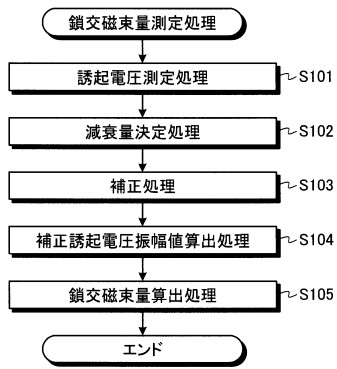 鎖交磁束量測定処理
誘起電圧測定処理
S101
減衰量決定処理
S102
補正処理
S103
補正誘起電圧振幅値算出処理
S104
鎖交磁束量算出処理
S105
エンド